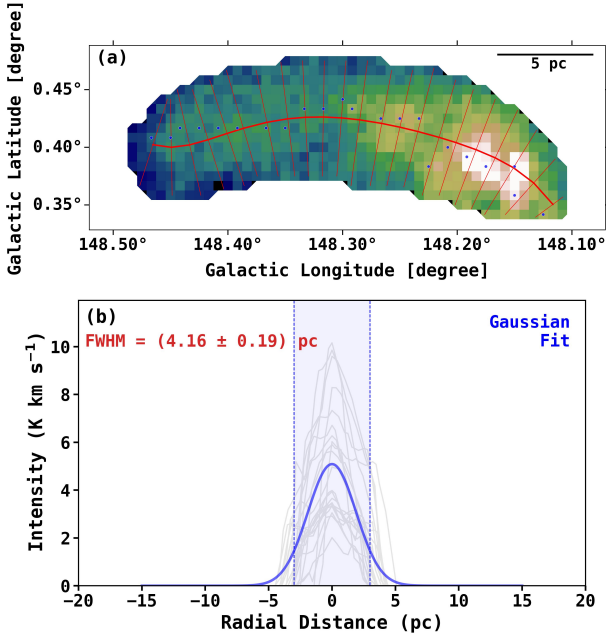 (a)
5 pc
0.45°
0.40°
0.35°
Galactic Latitude [degree]
148.50° 148.40° 148.30° 148.20° 148.10°
Galactic Longitude [degree]
(b)
Gaussian
Fit
FWHM = (4.16 ± 0.19) pc
10
8
6
4
2
0
Intensity (K km s⁻¹)
−20 −15 −10 −5 0 5 10 15 20
Radial Distance (pc)